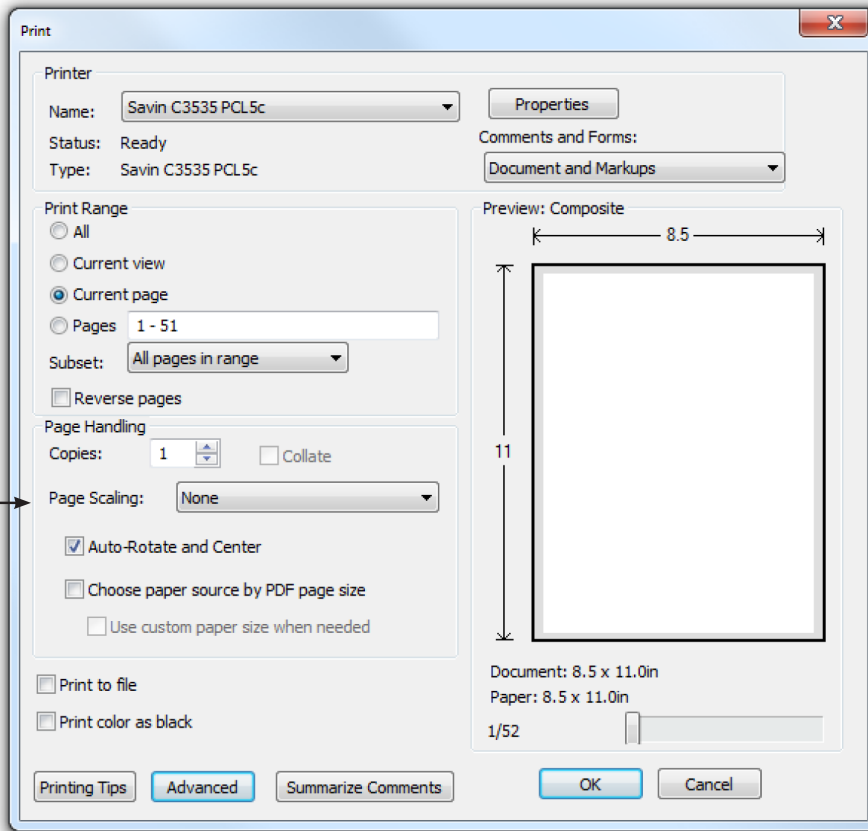 Print
Printer
Name: Savin C3535 PCL5c Properties
Status: Ready Comments and Forms:
Type: Savin C3535 PCL5c Document and Markups
Print Range
All
Current view
Current page
Pages 1 - 51
Subset: All pages in range
Reverse pages
Page Handling
Copies: 1 Collate
Page Scaling: None
Auto-Rotate and Center
Choose paper source by PDF page size
Use custom paper size when needed
Print to file
Print color as black
Preview: Composite
8.5
11
Document: 8.5 x 11.0in
Paper: 8.5 x 11.0in
1/52
Printing Tips Advanced Summarize Comments OK Cancel